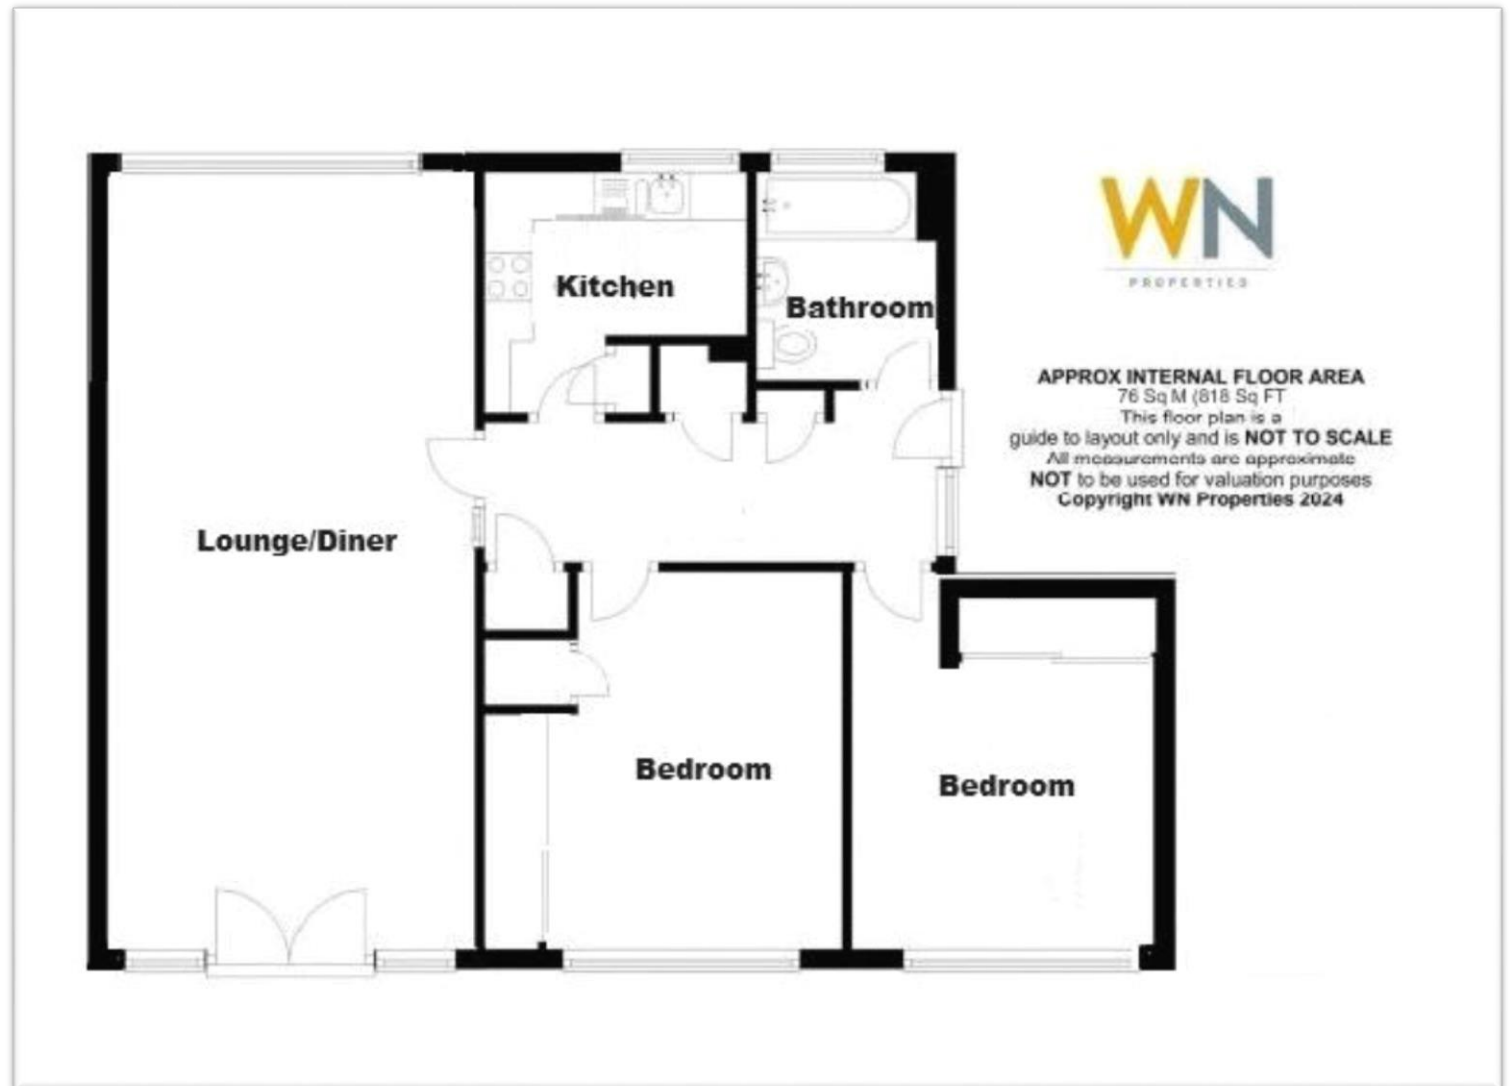 Kitchen
Bathroom
Lounge/Diner
Bedroom
Bedroom
WN
PROPERTIES
APPROX INTERNAL FLOOR AREA
76 Sq M (818 Sq FT
This floor plan is a
guide to layout only and is NOT TO SCALE
All measurements are approximate
NOT to be used for valuation purposes
Copyright WN Properties 2024